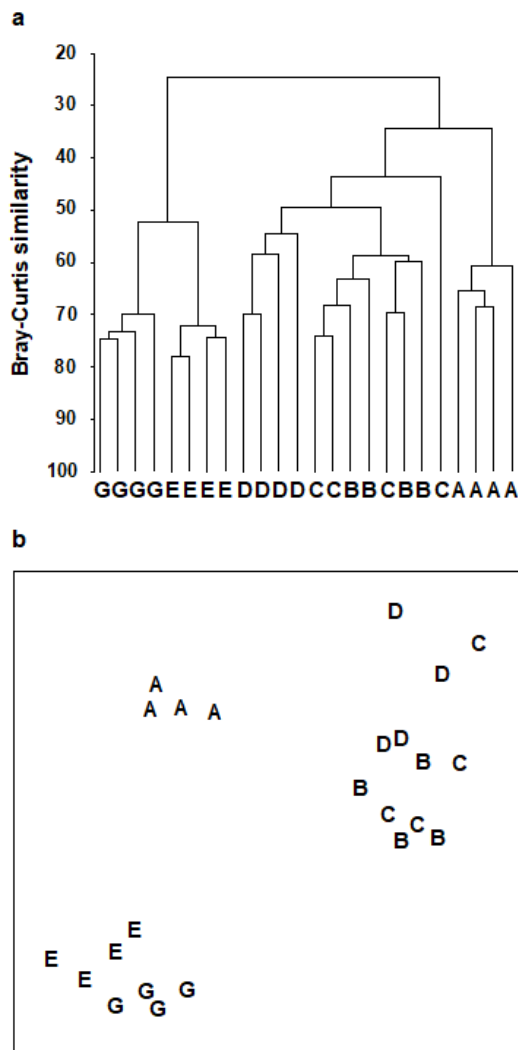 a
20
30
40
50
60
70
80
90
100
Bray-Curtis similarity
GGGGEEEEDDDDCCBBCBBCAAAA
b
D
C
D
A
A A A
D D
B C
B
C C
B B
E
E
E
E
G G
G G